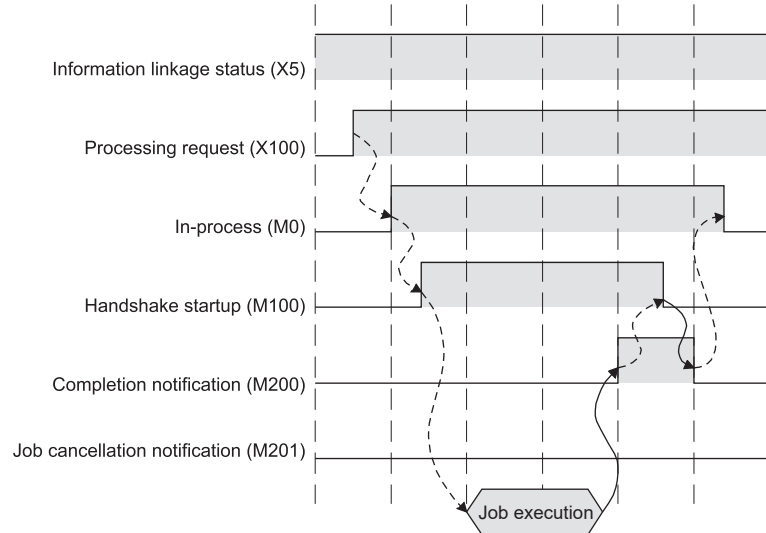 Information linkage status (X5)
Processing request (X100)
In-process (M0)
Handshake startup (M100)
Completion notification (M200)
Job cancellation notification (M201)
Job execution